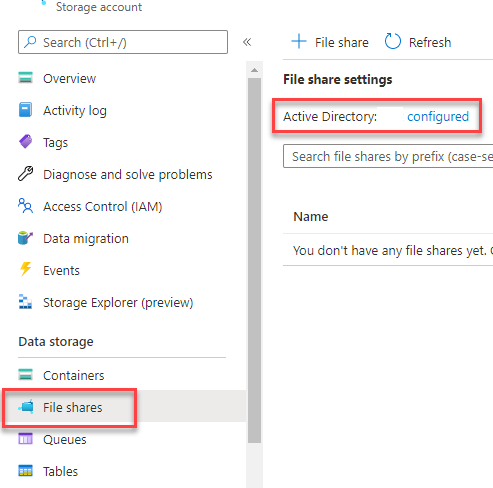 Storage account
Search (Ctrl+/)
«
Overview
Activity log
Tags
Diagnose and solve problems
Access Control (IAM)
Data migration
Events
Storage Explorer (preview)
Data storage
Containers
File shares
Queues
Tables
+ File share Refresh
File share settings
Active Directory: configured
Search file shares by prefix (case-se
Name
You don't have any file shares yet.